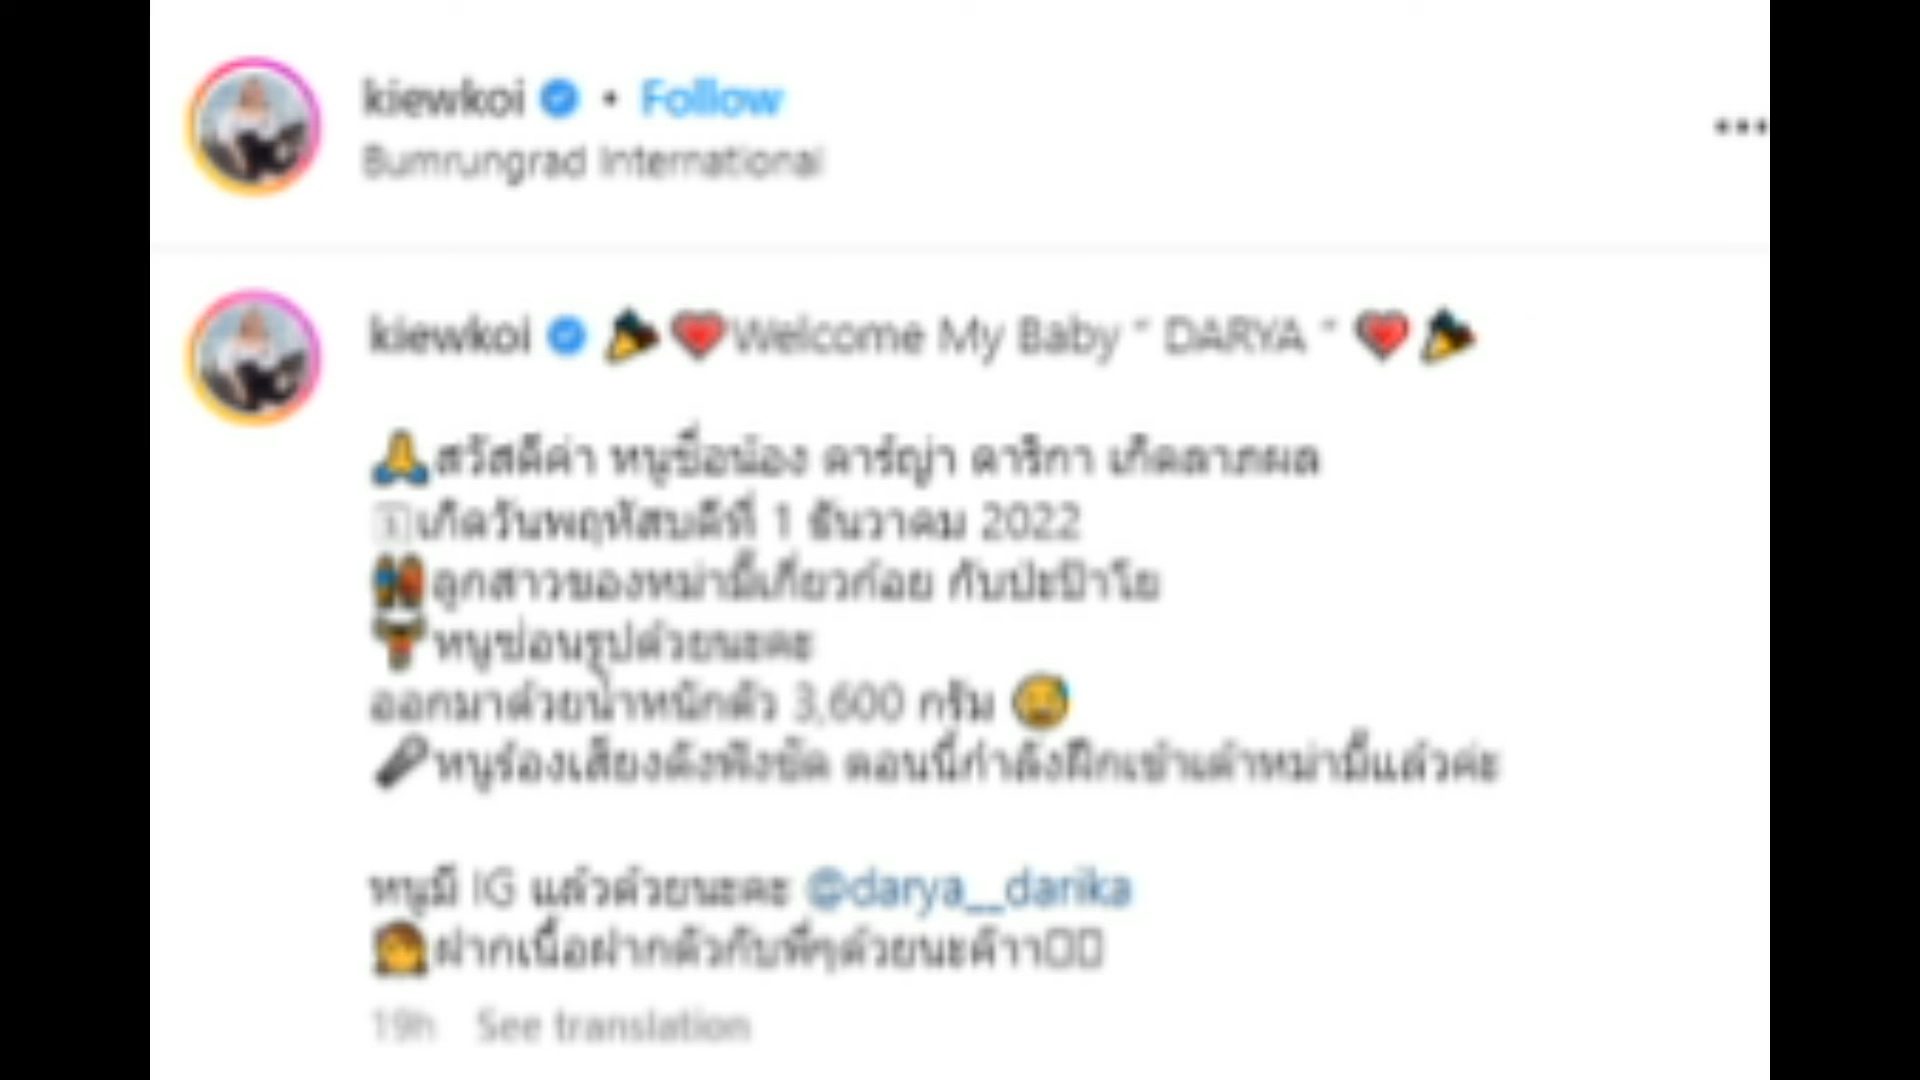 kiewkoi • Follow
Bumrungrad International
kiewkoi 🎉❤️Welcome My Baby " DARYA " ❤️🎉
🙏สวัสดีค่า หนูชื่อน้อง ดาร์ญ่า ดาริกา เกิดลาภผล
🗓เกิดวันพฤหัสบดีที่ 1 ธันวาคม 2022
ลูกสาวของหม่ามี๊เกี่ยวก้อย กับป่ะป๊าโย
หนูซ่อนรูปด้วยนะคะ
ออกมาด้วยน้ำหนักตัว 3,600 กรัม 😅
🎤หนูร้องเสียงดังฟังชัด ตอนนี้กำลังฝึกเข้าเต้าหม่ามี๊แล้วค่ะ
หนูมี IG แล้วด้วยนะคะ @darya__darika
ฝากเนื้อฝากตัวกับพี่ๆด้วยนะค้าา
19h See translation